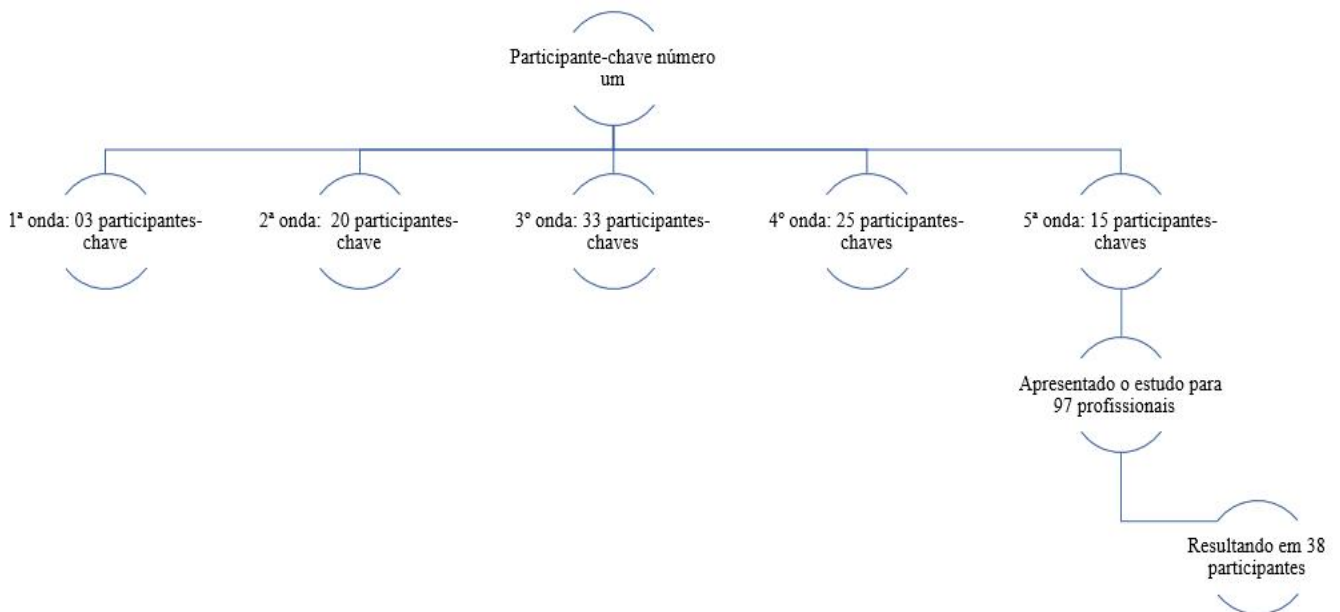 Participante-chave número
um
1ª onda: 03 participantes-
chave
2ª onda:  20 participantes-
chave
3º onda: 33 participantes-
chaves
4º onda: 25 participantes-
chaves
5ª onda: 15 participantes-
chaves
Apresentado o estudo para
97 profissionais
Resultando em 38
participantes